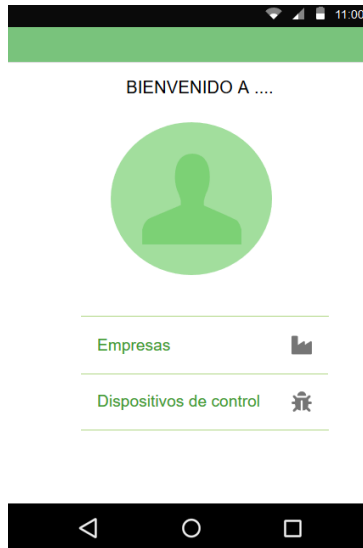 11:00
BIENVENIDO A ....
Empresas
Dispositivos de control